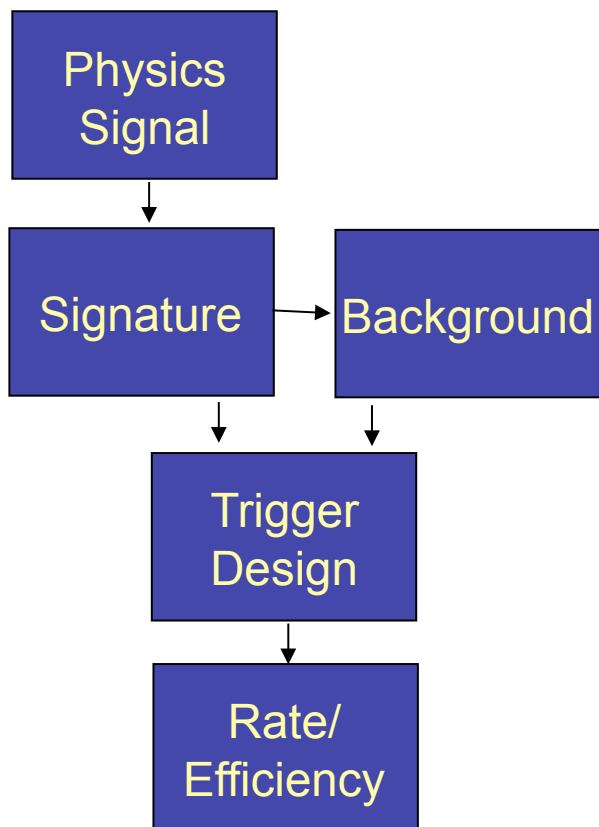 Physics
Signal
Signature
Background
Trigger
Design
Rate/
Efficiency